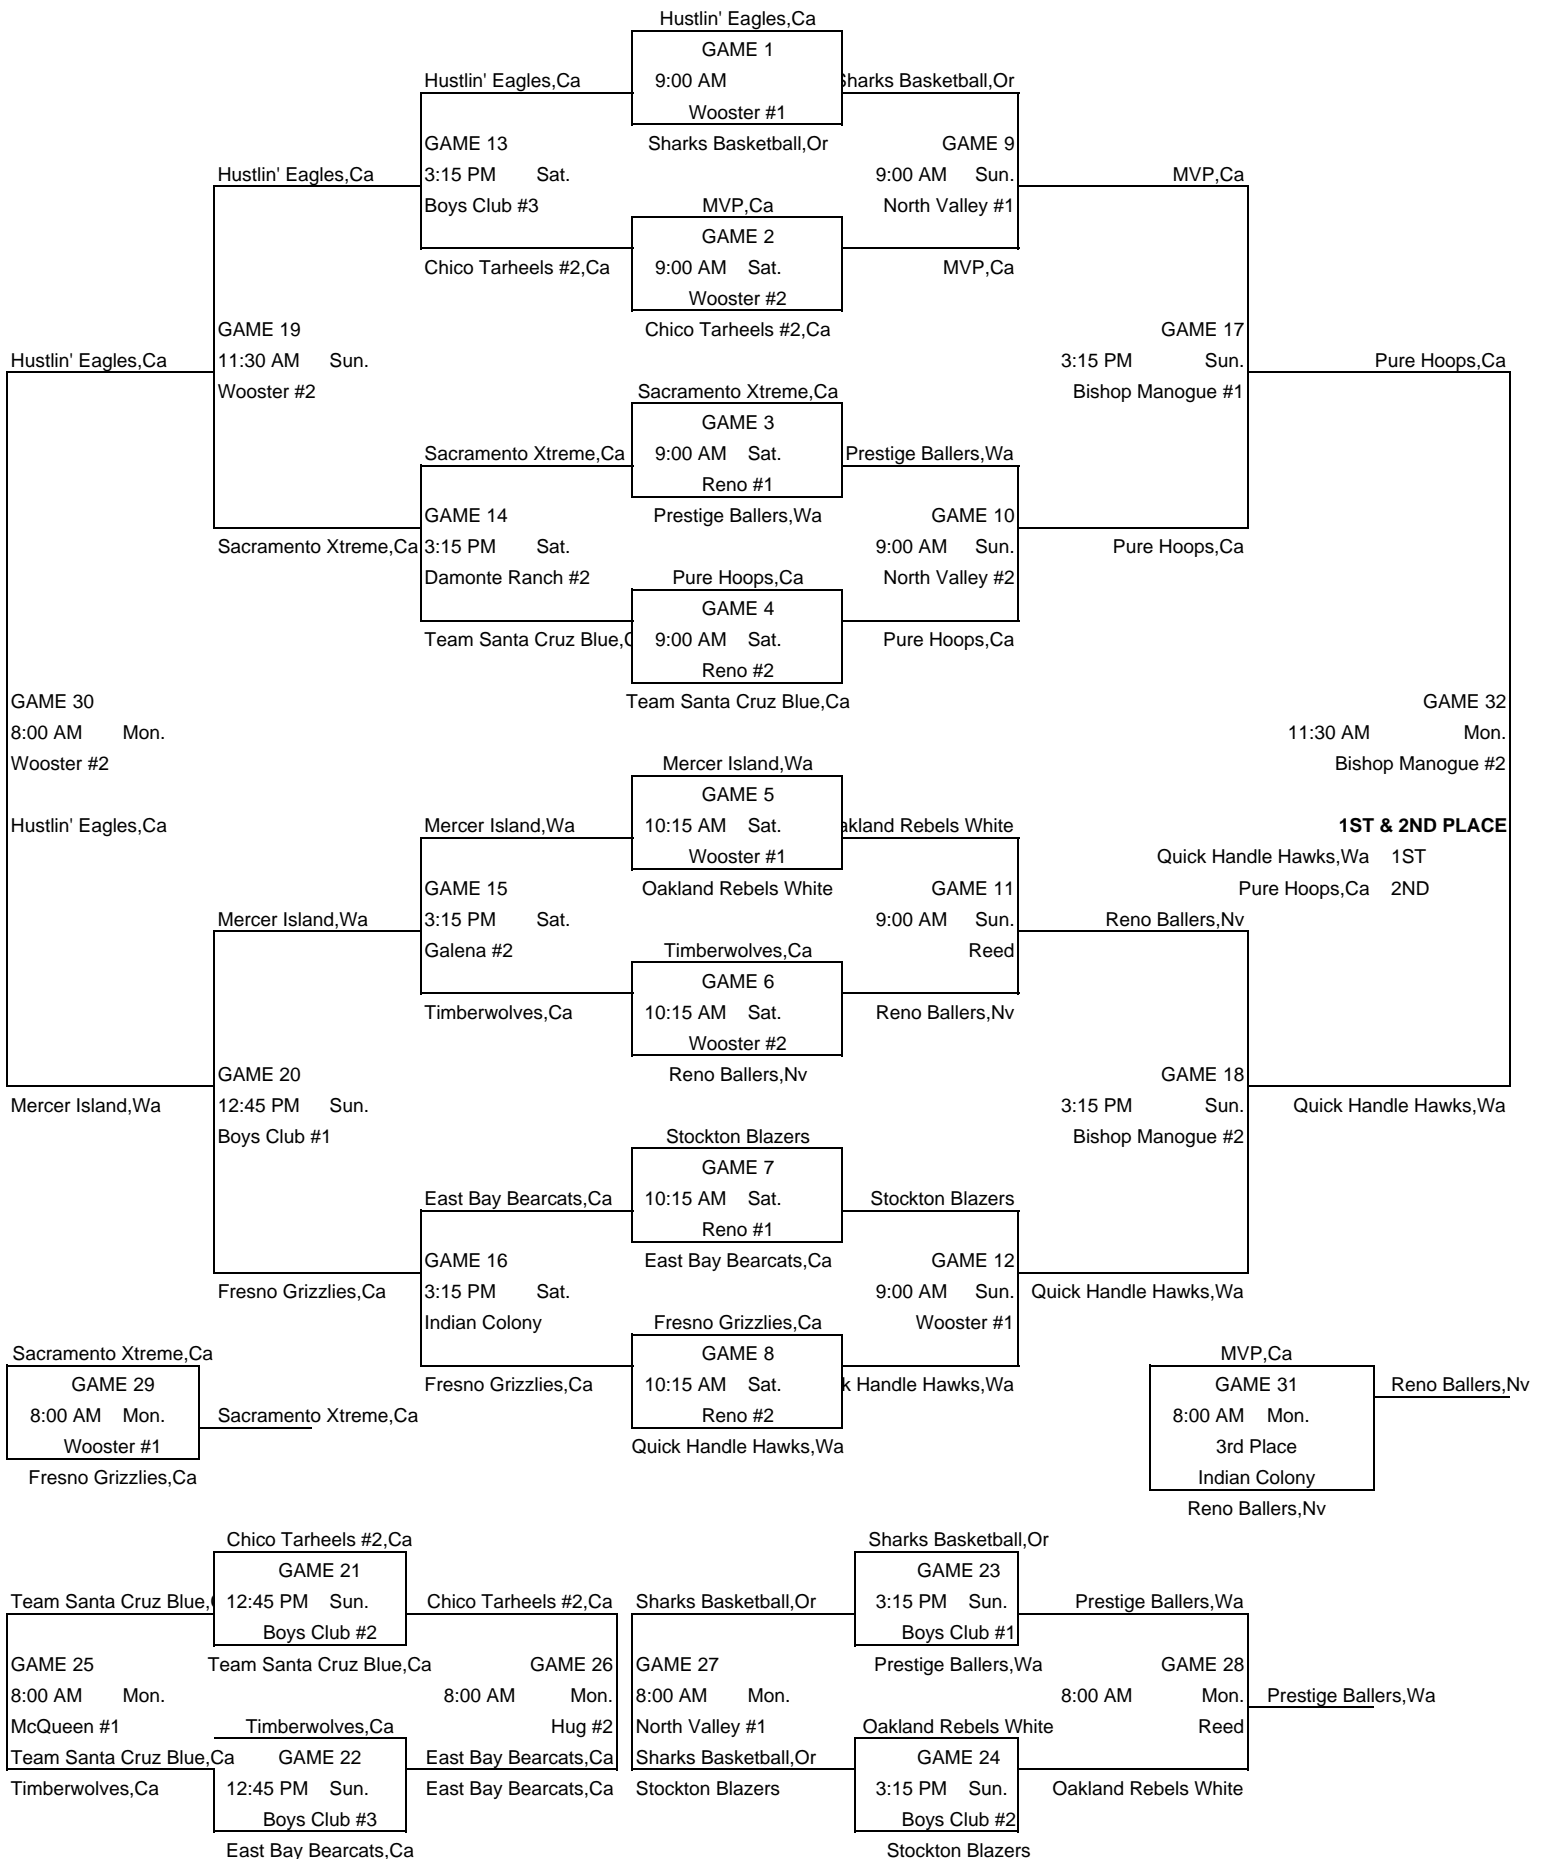 Hustlin' Eagles,Ca
GAME 1
Hustlin' Eagles,Ca 9:00 AM Sharks Basketball,Or
Wooster #1
GAME 13 Sharks Basketball,Or GAME 9
Hustlin' Eagles,Ca 3:15 PM Sat. 9:00 AM Sun. MVP,Ca
Boys Club #3 MVP,Ca North Valley #1
GAME 2
Chico Tarheels #2,Ca 9:00 AM Sat. MVP,Ca
Wooster #2
GAME 19 Chico Tarheels #2,Ca GAME 17
Hustlin' Eagles,Ca 11:30 AM Sun. 3:15 PM Sun. Pure Hoops,Ca
Wooster #2 Sacramento Xtreme,Ca Bishop Manogue #1
GAME 3
Sacramento Xtreme,Ca 9:00 AM Sat. Prestige Ballers,Wa
Reno #1
GAME 14 Prestige Ballers,Wa GAME 10
Sacramento Xtreme,Ca 3:15 PM Sat. 9:00 AM Sun. Pure Hoops,Ca
Damonte Ranch #2 Pure Hoops,Ca North Valley #2
GAME 4
Team Santa Cruz Blue,C 9:00 AM Sat. Pure Hoops,Ca
Reno #2
GAME 30 Team Santa Cruz Blue,Ca GAME 32
8:00 AM Mon. 11:30 AM Mon.
Wooster #2 Mercer Island,Wa Bishop Manogue #2
GAME 5
Hustlin' Eagles,Ca Mercer Island,Wa 10:15 AM Sat. akland Rebels White 1ST & 2ND PLACE
Wooster #1 Quick Handle Hawks,Wa 1ST
GAME 15 Oakland Rebels White GAME 11 Pure Hoops,Ca 2ND
Mercer Island,Wa 3:15 PM Sat. 9:00 AM Sun. Reno Ballers,Nv
Galena #2 Timberwolves,Ca Reed
GAME 6
Timberwolves,Ca 10:15 AM Sat. Reno Ballers,Nv
Wooster #2
GAME 20 Reno Ballers,Nv GAME 18
Mercer Island,Wa 12:45 PM Sun. 3:15 PM Sun. Quick Handle Hawks,Wa
Boys Club #1 Stockton Blazers Bishop Manogue #2
GAME 7
East Bay Bearcats,Ca 10:15 AM Sat. Stockton Blazers
Reno #1
GAME 16 East Bay Bearcats,Ca GAME 12
Fresno Grizzlies,Ca 3:15 PM Sat. 9:00 AM Sun. Quick Handle Hawks,Wa
Indian Colony Fresno Grizzlies,Ca Wooster #1
Sacramento Xtreme,Ca GAME 8 MVP,Ca
GAME 29 Fresno Grizzlies,Ca 10:15 AM Sat. k Handle Hawks,Wa GAME 31 Reno Ballers,Nv
8:00 AM Mon. Sacramento Xtreme,Ca Reno #2 8:00 AM Mon.
Wooster #1 Quick Handle Hawks,Wa 3rd Place
Fresno Grizzlies,Ca Indian Colony
Reno Ballers,Nv
Chico Tarheels #2,Ca Sharks Basketball,Or
GAME 21 GAME 23
Team Santa Cruz Blue, 12:45 PM Sun. Chico Tarheels #2,Ca Sharks Basketball,Or 3:15 PM Sun. Prestige Ballers,Wa
Boys Club #2 Boys Club #1
GAME 25 Team Santa Cruz Blue,Ca GAME 26 GAME 27 Prestige Ballers,Wa GAME 28
8:00 AM Mon. 8:00 AM Mon. 8:00 AM Mon. 8:00 AM Mon. Prestige Ballers,Wa
McQueen #1 Timberwolves,Ca Hug #2 North Valley #1 Oakland Rebels White Reed
Team Santa Cruz Blue,Ca GAME 22 East Bay Bearcats,Ca Sharks Basketball,Or GAME 24
Timberwolves,Ca 12:45 PM Sun. East Bay Bearcats,Ca Stockton Blazers 3:15 PM Sun. Oakland Rebels White
Boys Club #3 Boys Club #2
East Bay Bearcats,Ca Stockton Blazers